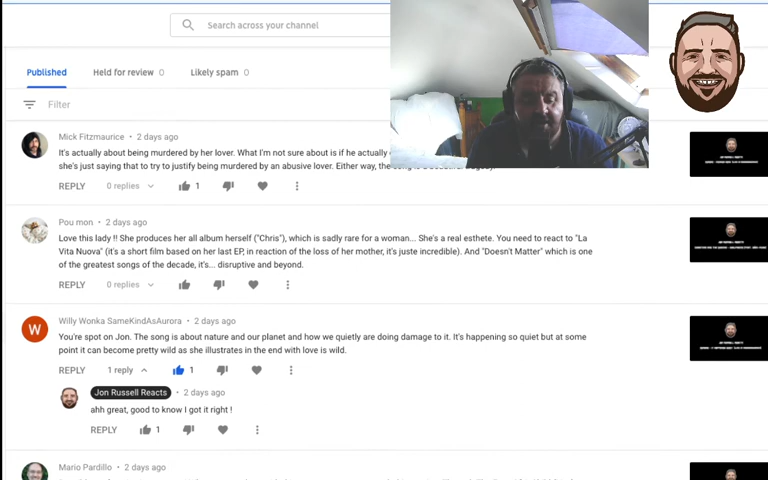 Search across your channel
Published
Held for review 0
Likely spam 0
Filter
Mick Fitzmaurice • 2 days ago
It's actually about being murdered by her lover. What I'm not sure about is if he actually
she's just saying that to try to justify being murdered by an abusive lover. Either way, the song is a beautiful
REPLY 0 replies 1
Pou mon • 2 days ago
Love this lady !! She produces her all album herself ("Chris"), which is sadly rare for a woman... She's a real esthete. You need to react to "La
Vita Nuova" (it's a short film based on her last EP, in reaction of the loss of her mother, it's juste incredible). And "Doesn't Matter" which is one
of the greatest songs of the decade, it's... disruptive and beyond.
REPLY 0 replies
W
Willy Wonka SameKindAsAurora • 2 days ago
You're spot on Jon. The song is about nature and our planet and how we quietly are doing damage to it. It's happening so quiet but at some
point it can become pretty wild as she illustrates in the end with love is wild.
REPLY 1 reply 1
Jon Russell Reacts • 2 days ago
ahh great, good to know I got it right !
REPLY 1
Mario Pardillo • 2 days ago